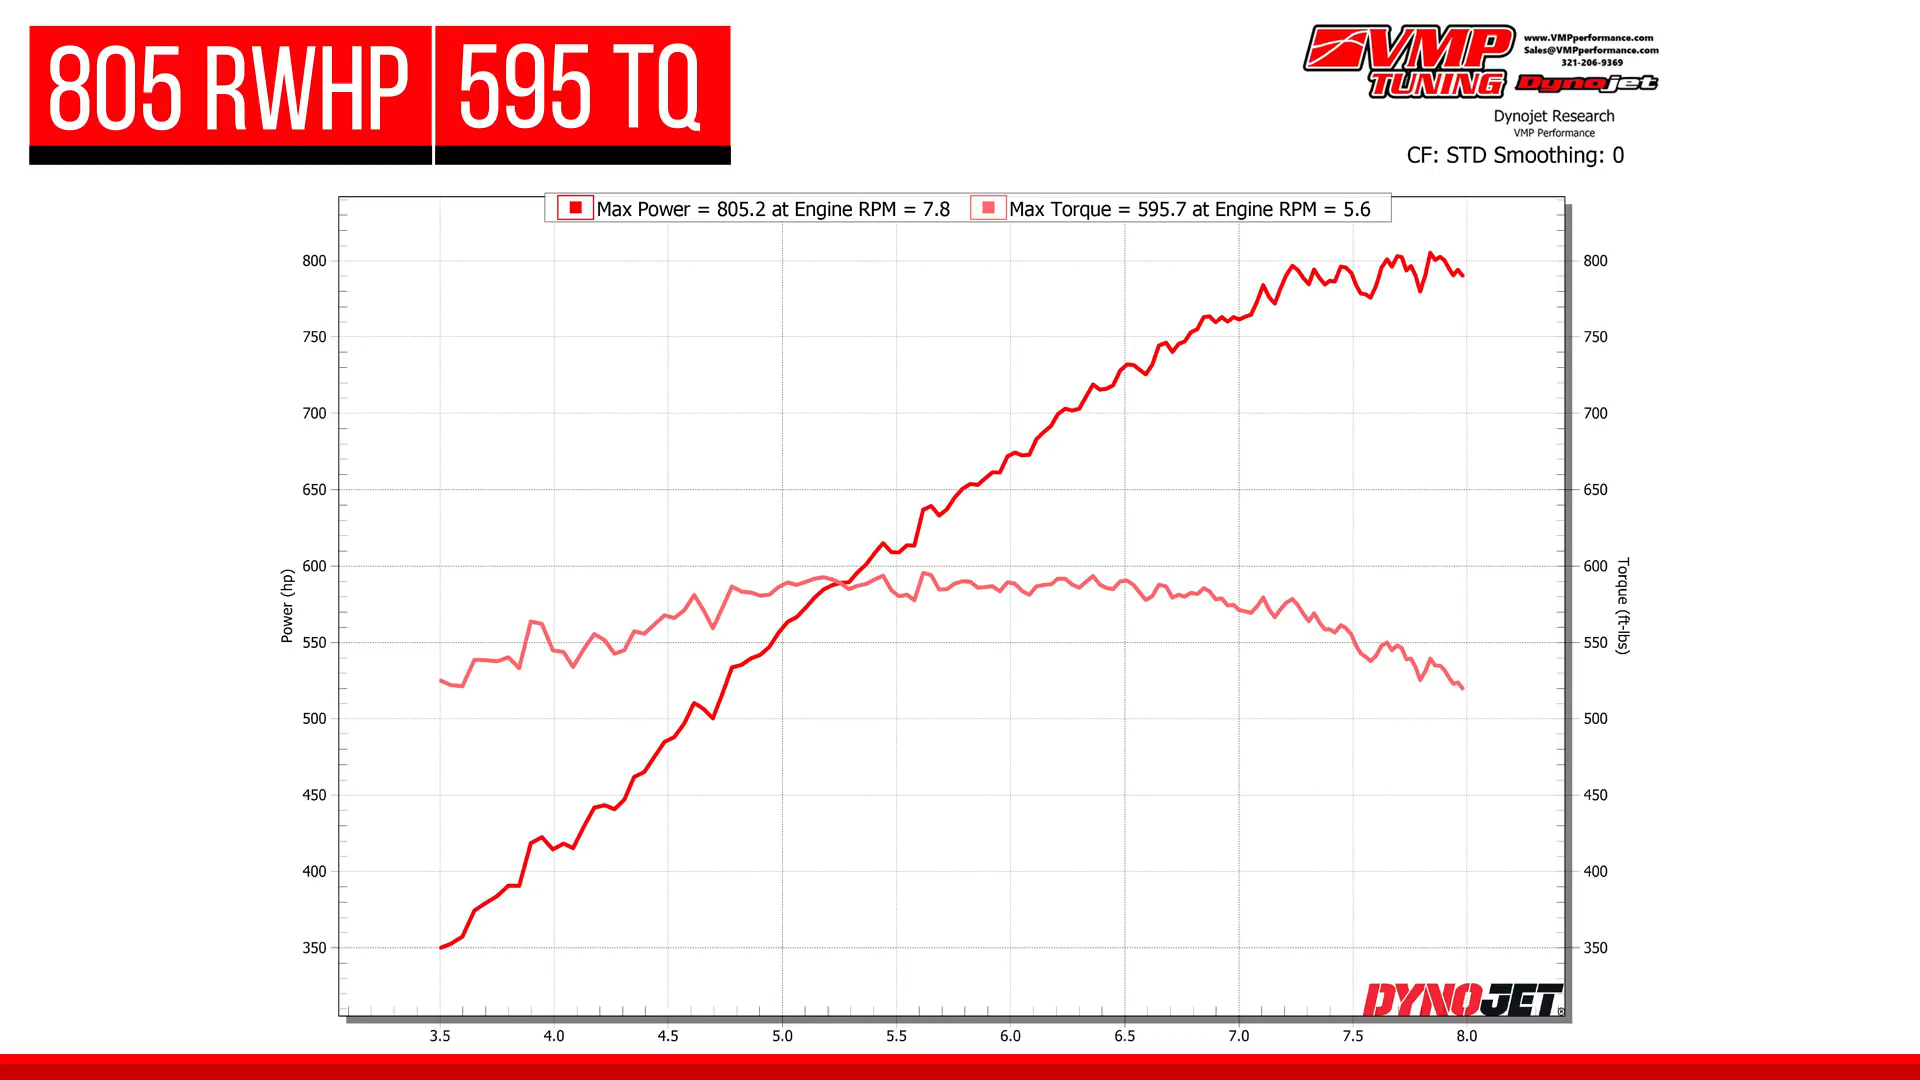 805 RWHP
595 TQ
VMP
TUNING
www.VMPperformance.com
Sales@VMPperformance.com
321-206-9369
Dynojet
Dynojet Research
VMP Performance
CF: STD Smoothing: 0
Max Power = 805.2 at Engine RPM = 7.8
Max Torque = 595.7 at Engine RPM = 5.6
800
750
700
650
600
550
500
450
400
350
Power (hp)
800
750
700
650
600
550
500
450
400
350
Torque (ft-lbs)
DYNOJET®
3.5 4.0 4.5 5.0 5.5 6.0 6.5 7.0 7.5 8.0